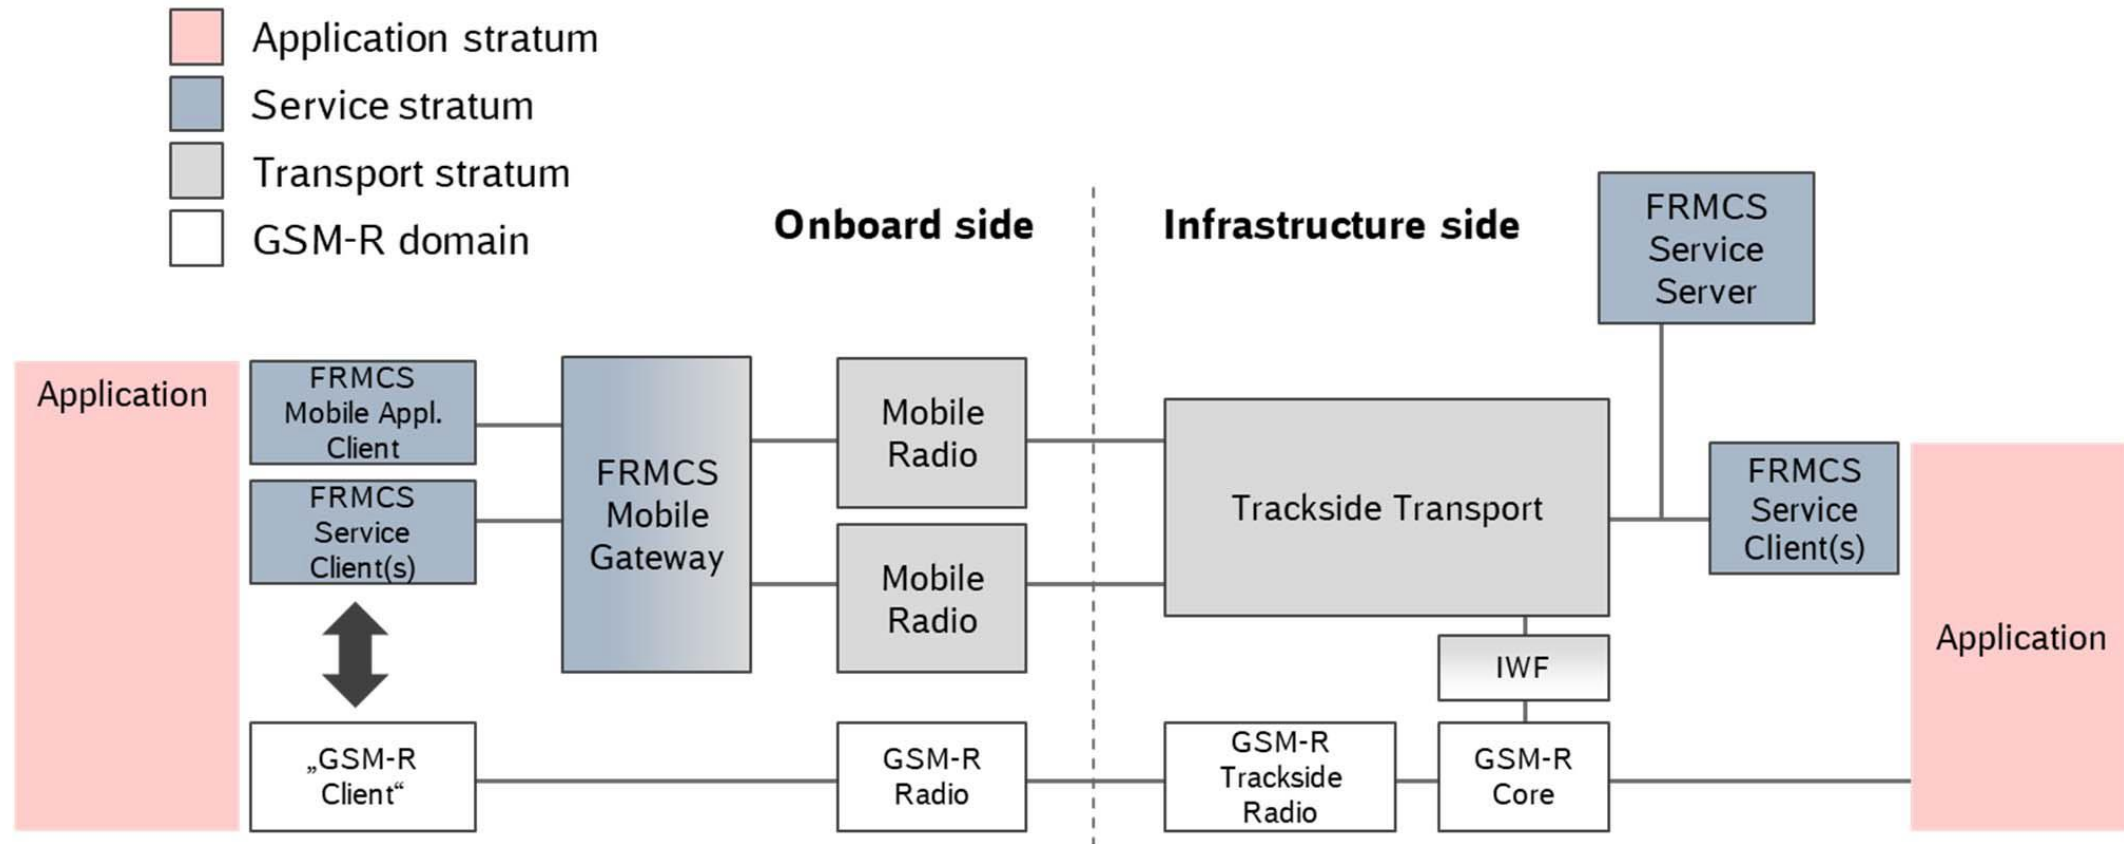 Application stratum
Service stratum
Transport stratum
GSM-R domain
Onboard side
Infrastructure side
FRMCS
Service
Server
Application
FRMCS
Mobile Appl.
Client
FRMCS
Service
Client(s)
FRMCS
Mobile
Gateway
Mobile
Radio
Mobile
Radio
Trackside Transport
FRMCS
Service
Client(s)
Application
IWF
„GSM-R
Client“
GSM-R
Radio
GSM-R
Trackside
Radio
GSM-R
Core